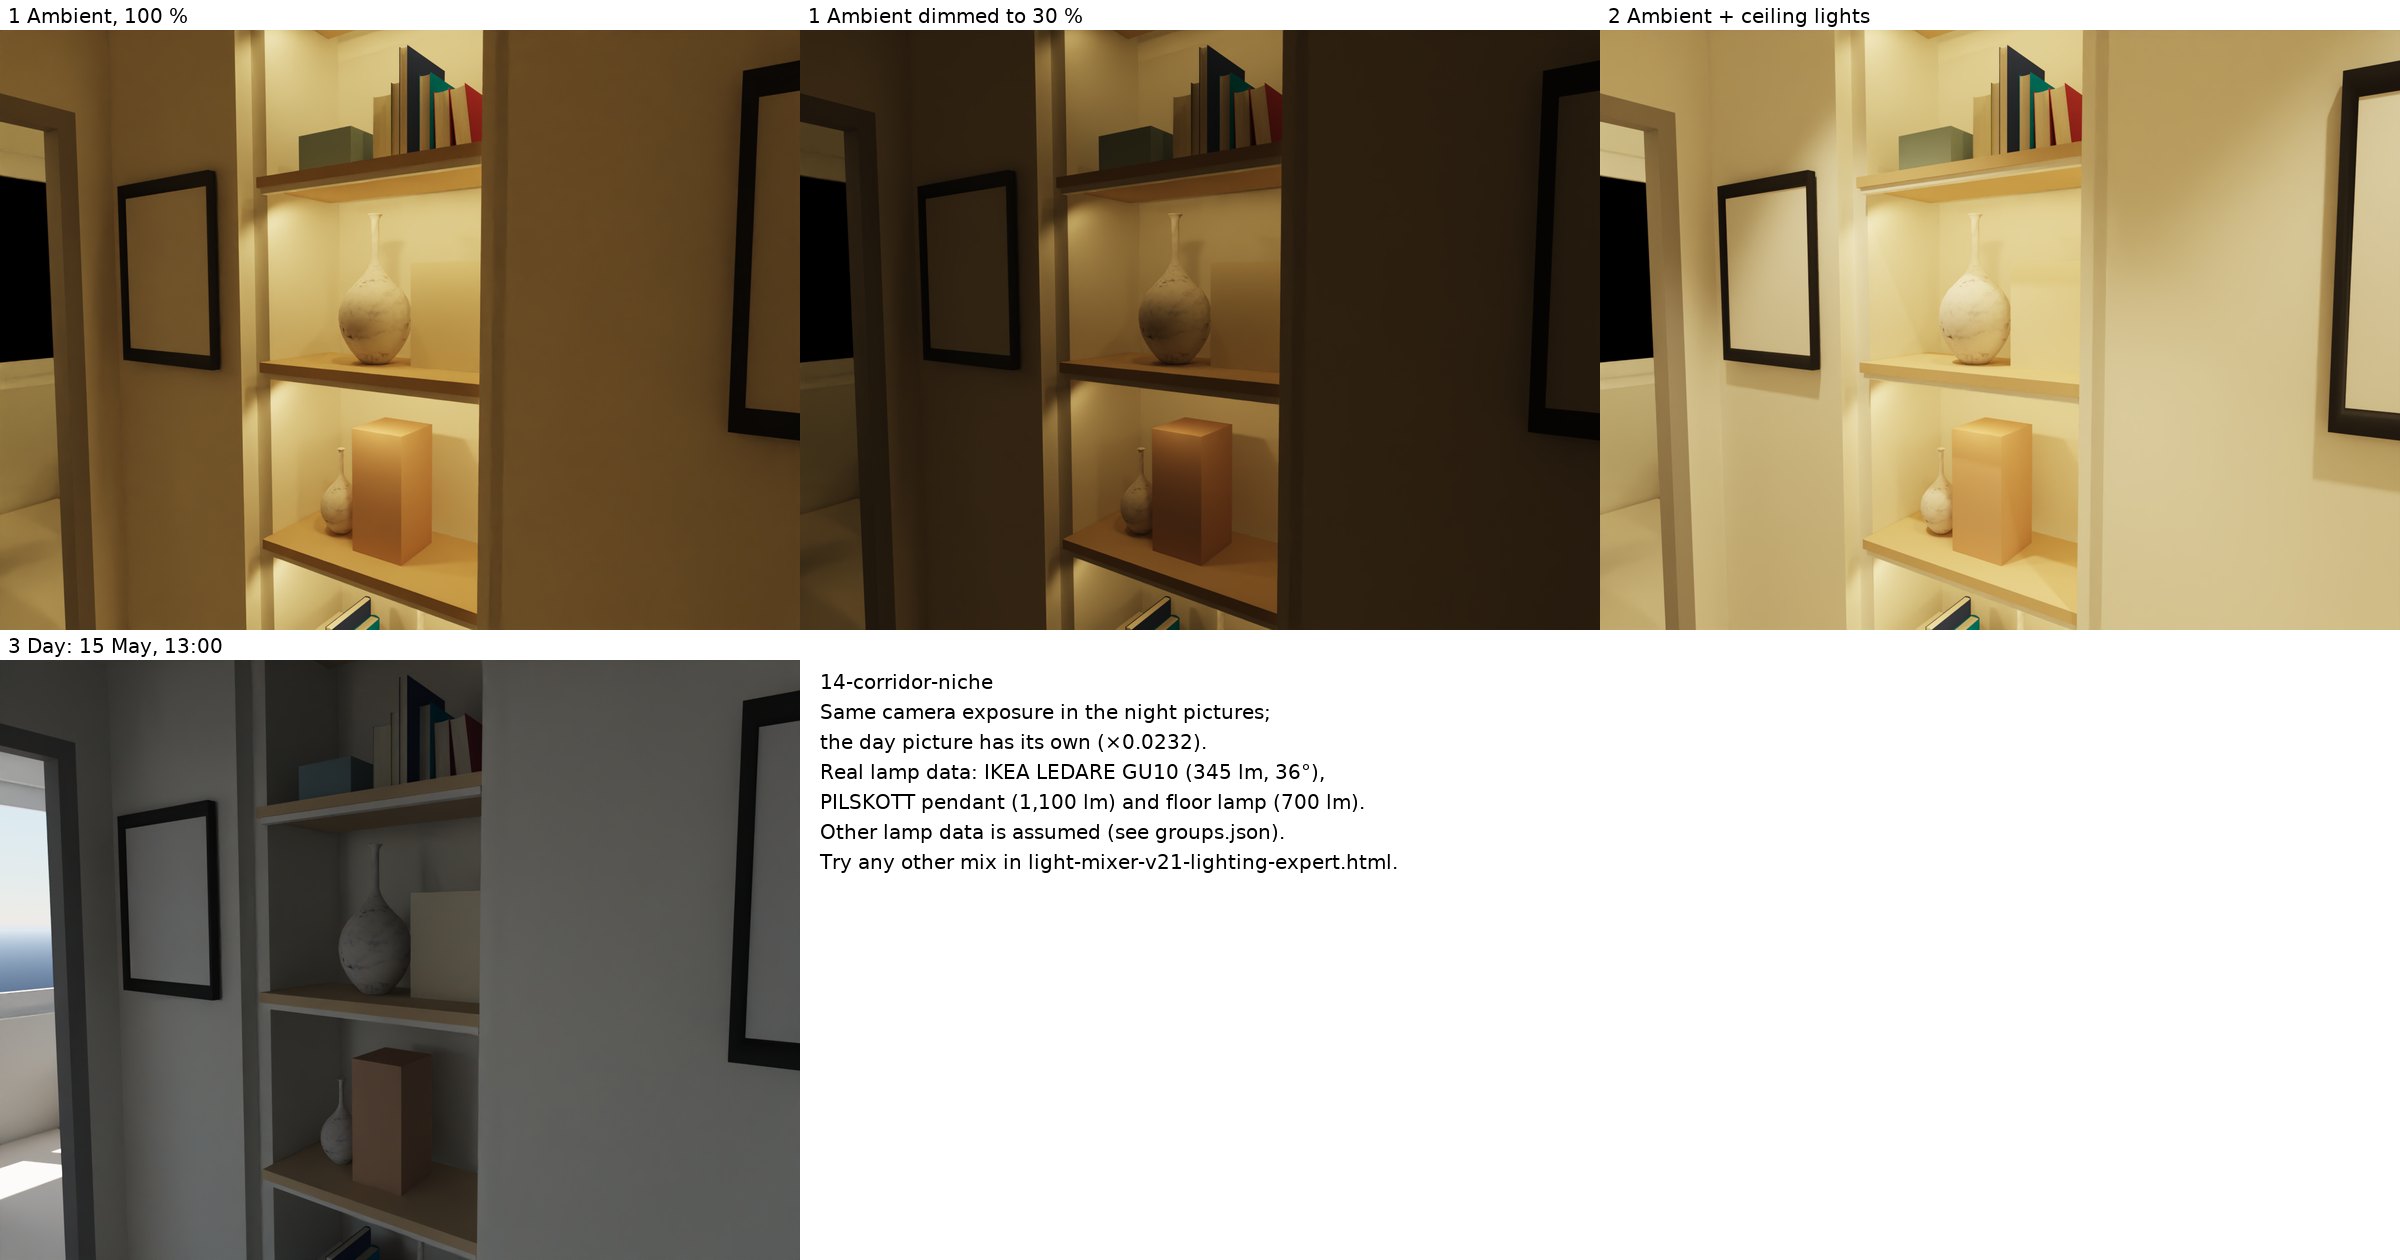 1 Ambient, 100 %
1 Ambient dimmed to 30 %
2 Ambient + ceiling lights
3 Day: 15 May, 13:00
14-corridor-niche
Same camera exposure in the night pictures;
the day picture has its own (×0.0232).
Real lamp data: IKEA LEDARE GU10 (345 lm, 36°),
PILSKOTT pendant (1,100 lm) and floor lamp (700 lm).
Other lamp data is assumed (see groups.json).
Try any other mix in light-mixer-v21-lighting-expert.html.